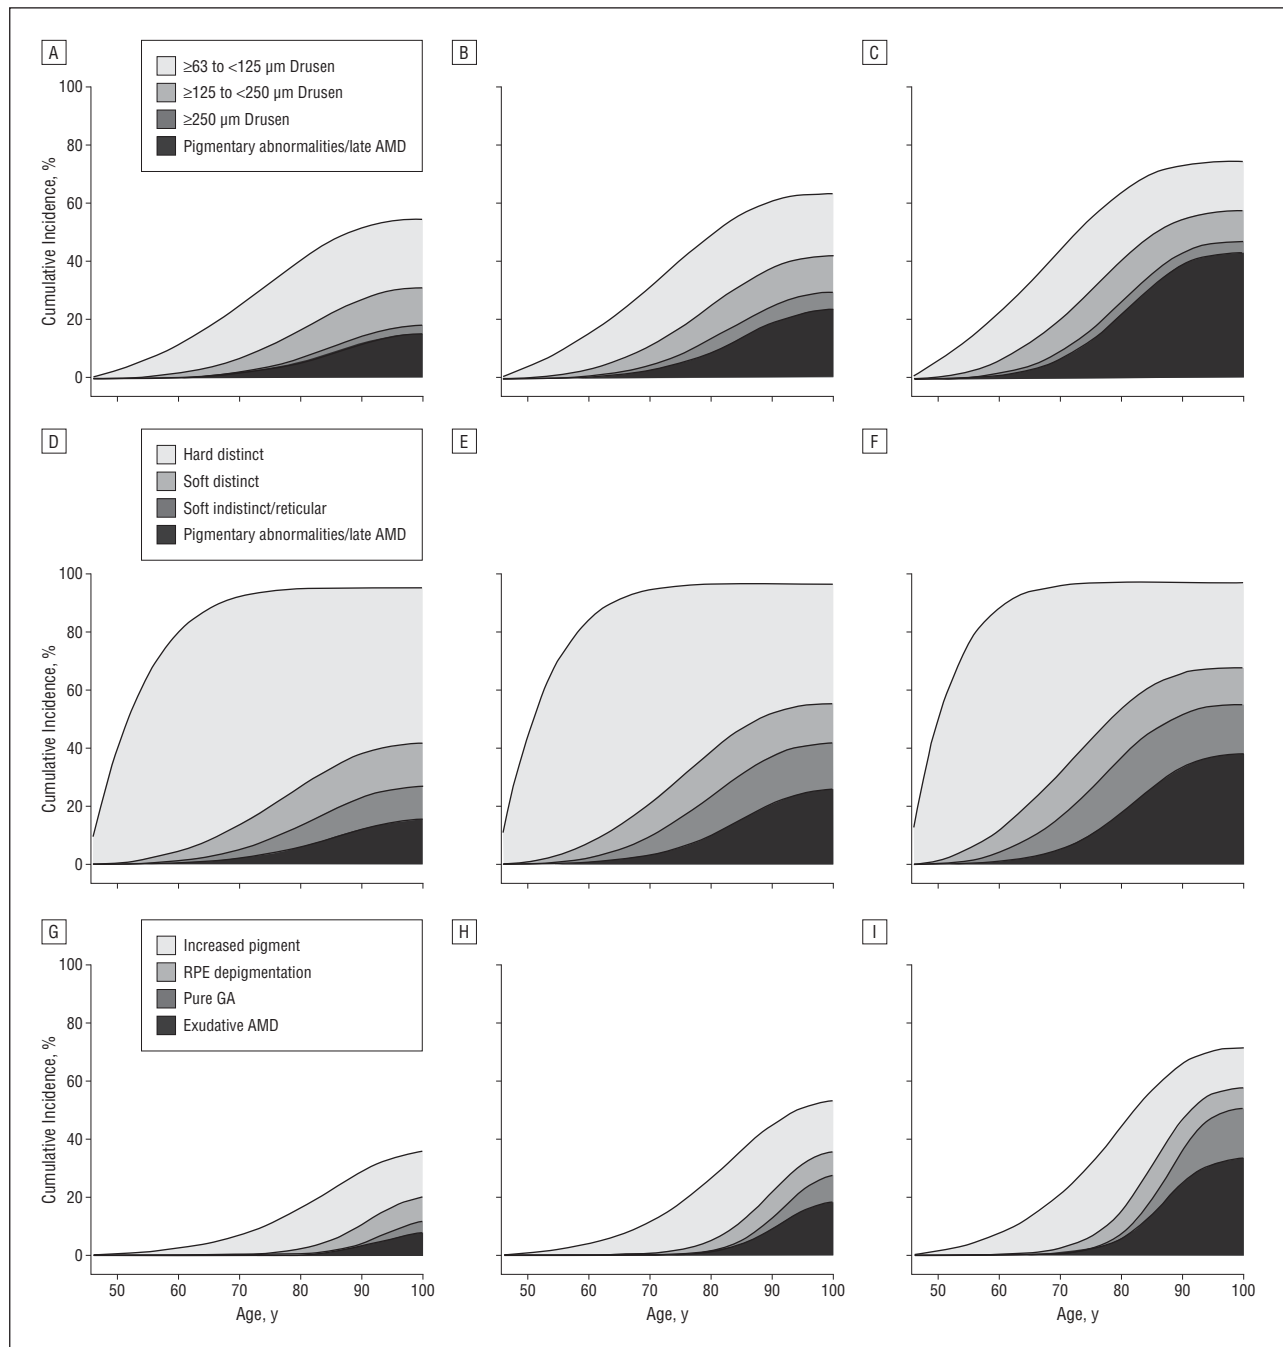 A
≥63 to <125 µm Drusen
≥125 to <250 µm Drusen
≥250 µm Drusen
Pigmentary abnormalities/late AMD
B
C
Cumulative Incidence, %
100
80
60
40
20
0
D
Hard distinct
Soft distinct
Soft indistinct/reticular
Pigmentary abnormalities/late AMD
E
F
Cumulative Incidence, %
100
80
60
40
20
0
G
Increased pigment
RPE depigmentation
Pure GA
Exudative AMD
H
I
Cumulative Incidence, %
100
80
60
40
20
0
50 60 70 80 90 100
Age, y
50 60 70 80 90 100
Age, y
50 60 70 80 90 100
Age, y